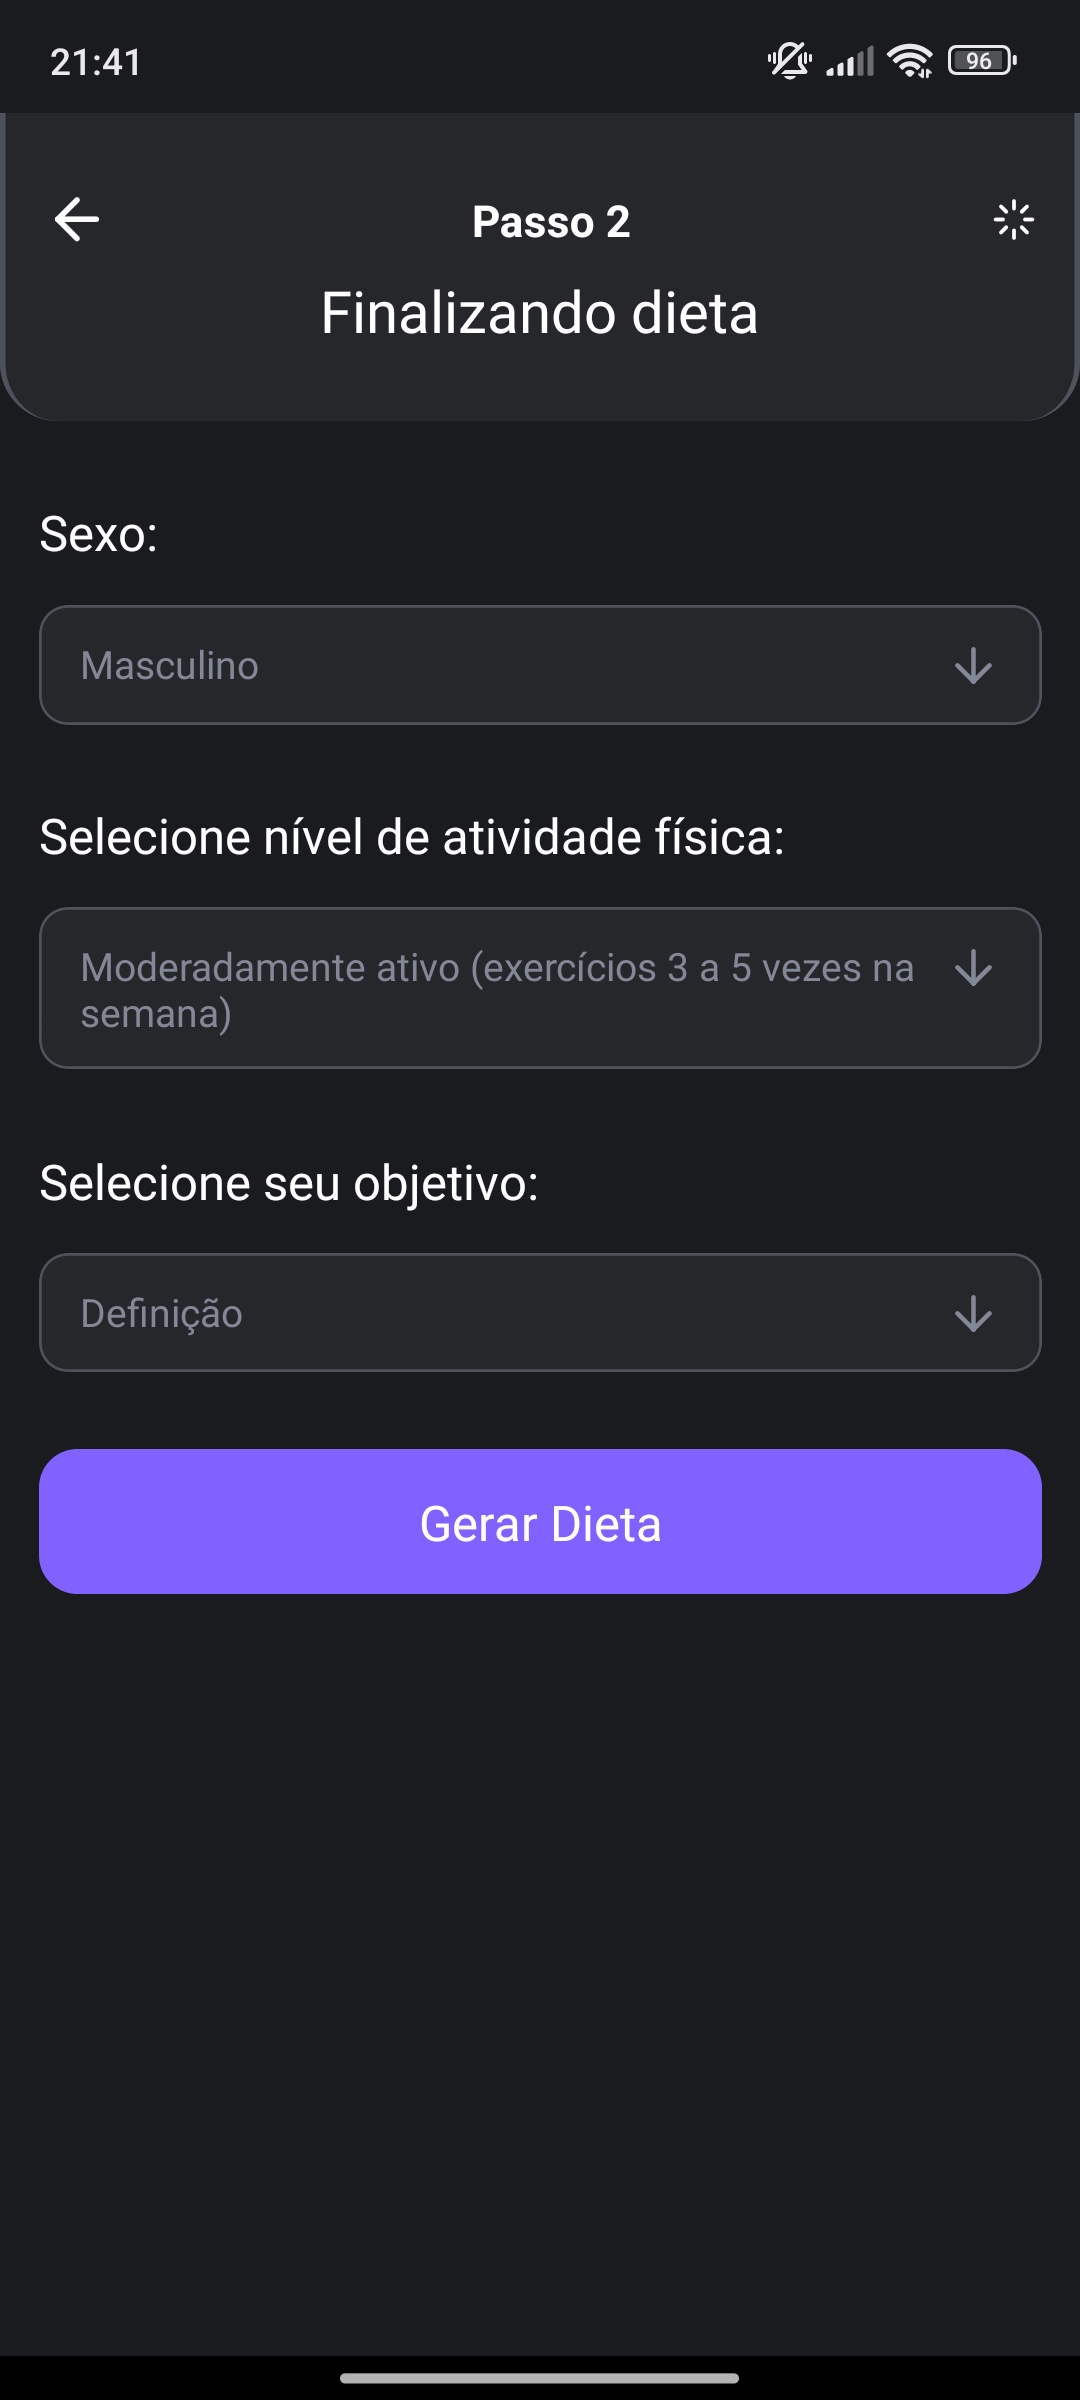 21:41
96
Passo 2
Finalizando dieta
Sexo:
Masculino
Selecione nível de atividade física:
Moderadamente ativo (exercícios 3 a 5 vezes na
semana)
Selecione seu objetivo:
Definição
Gerar Dieta